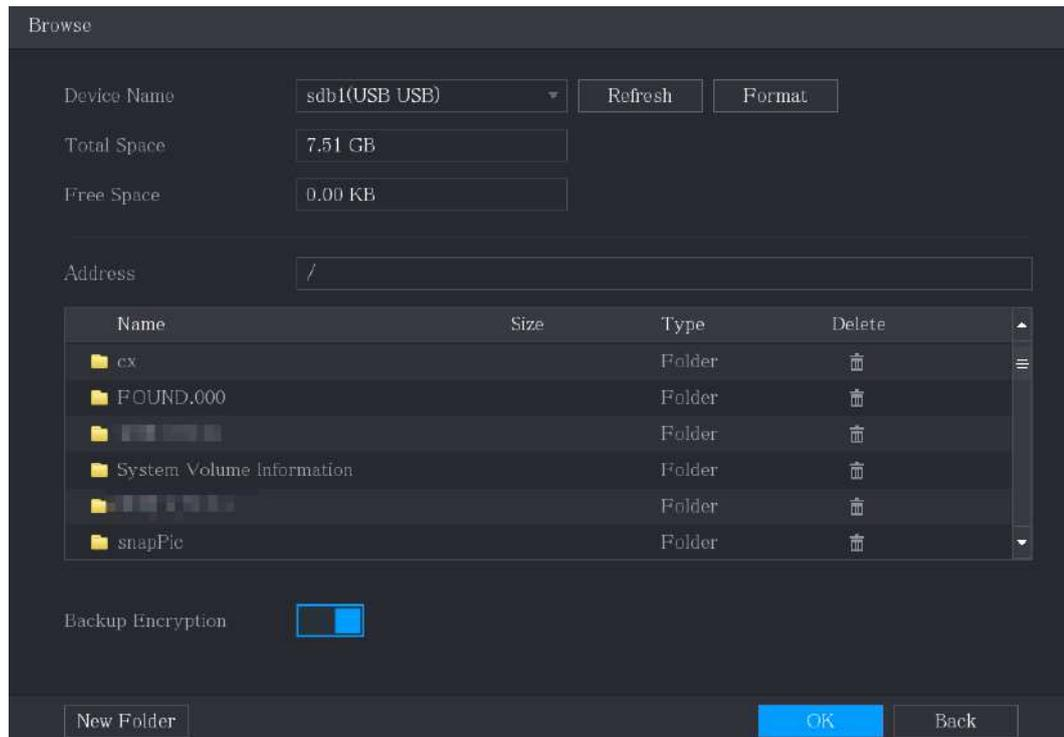 Browse
Device Name sdb1(USB USB) Refresh Format
Total Space 7.51 GB
Free Space 0.00 KB
Address /
Name Size Type Delete
cx Folder
FOUND.000 Folder
Folder
System Volume Information Folder
Folder
snapPic Folder
Backup Encryption
New Folder OK Back